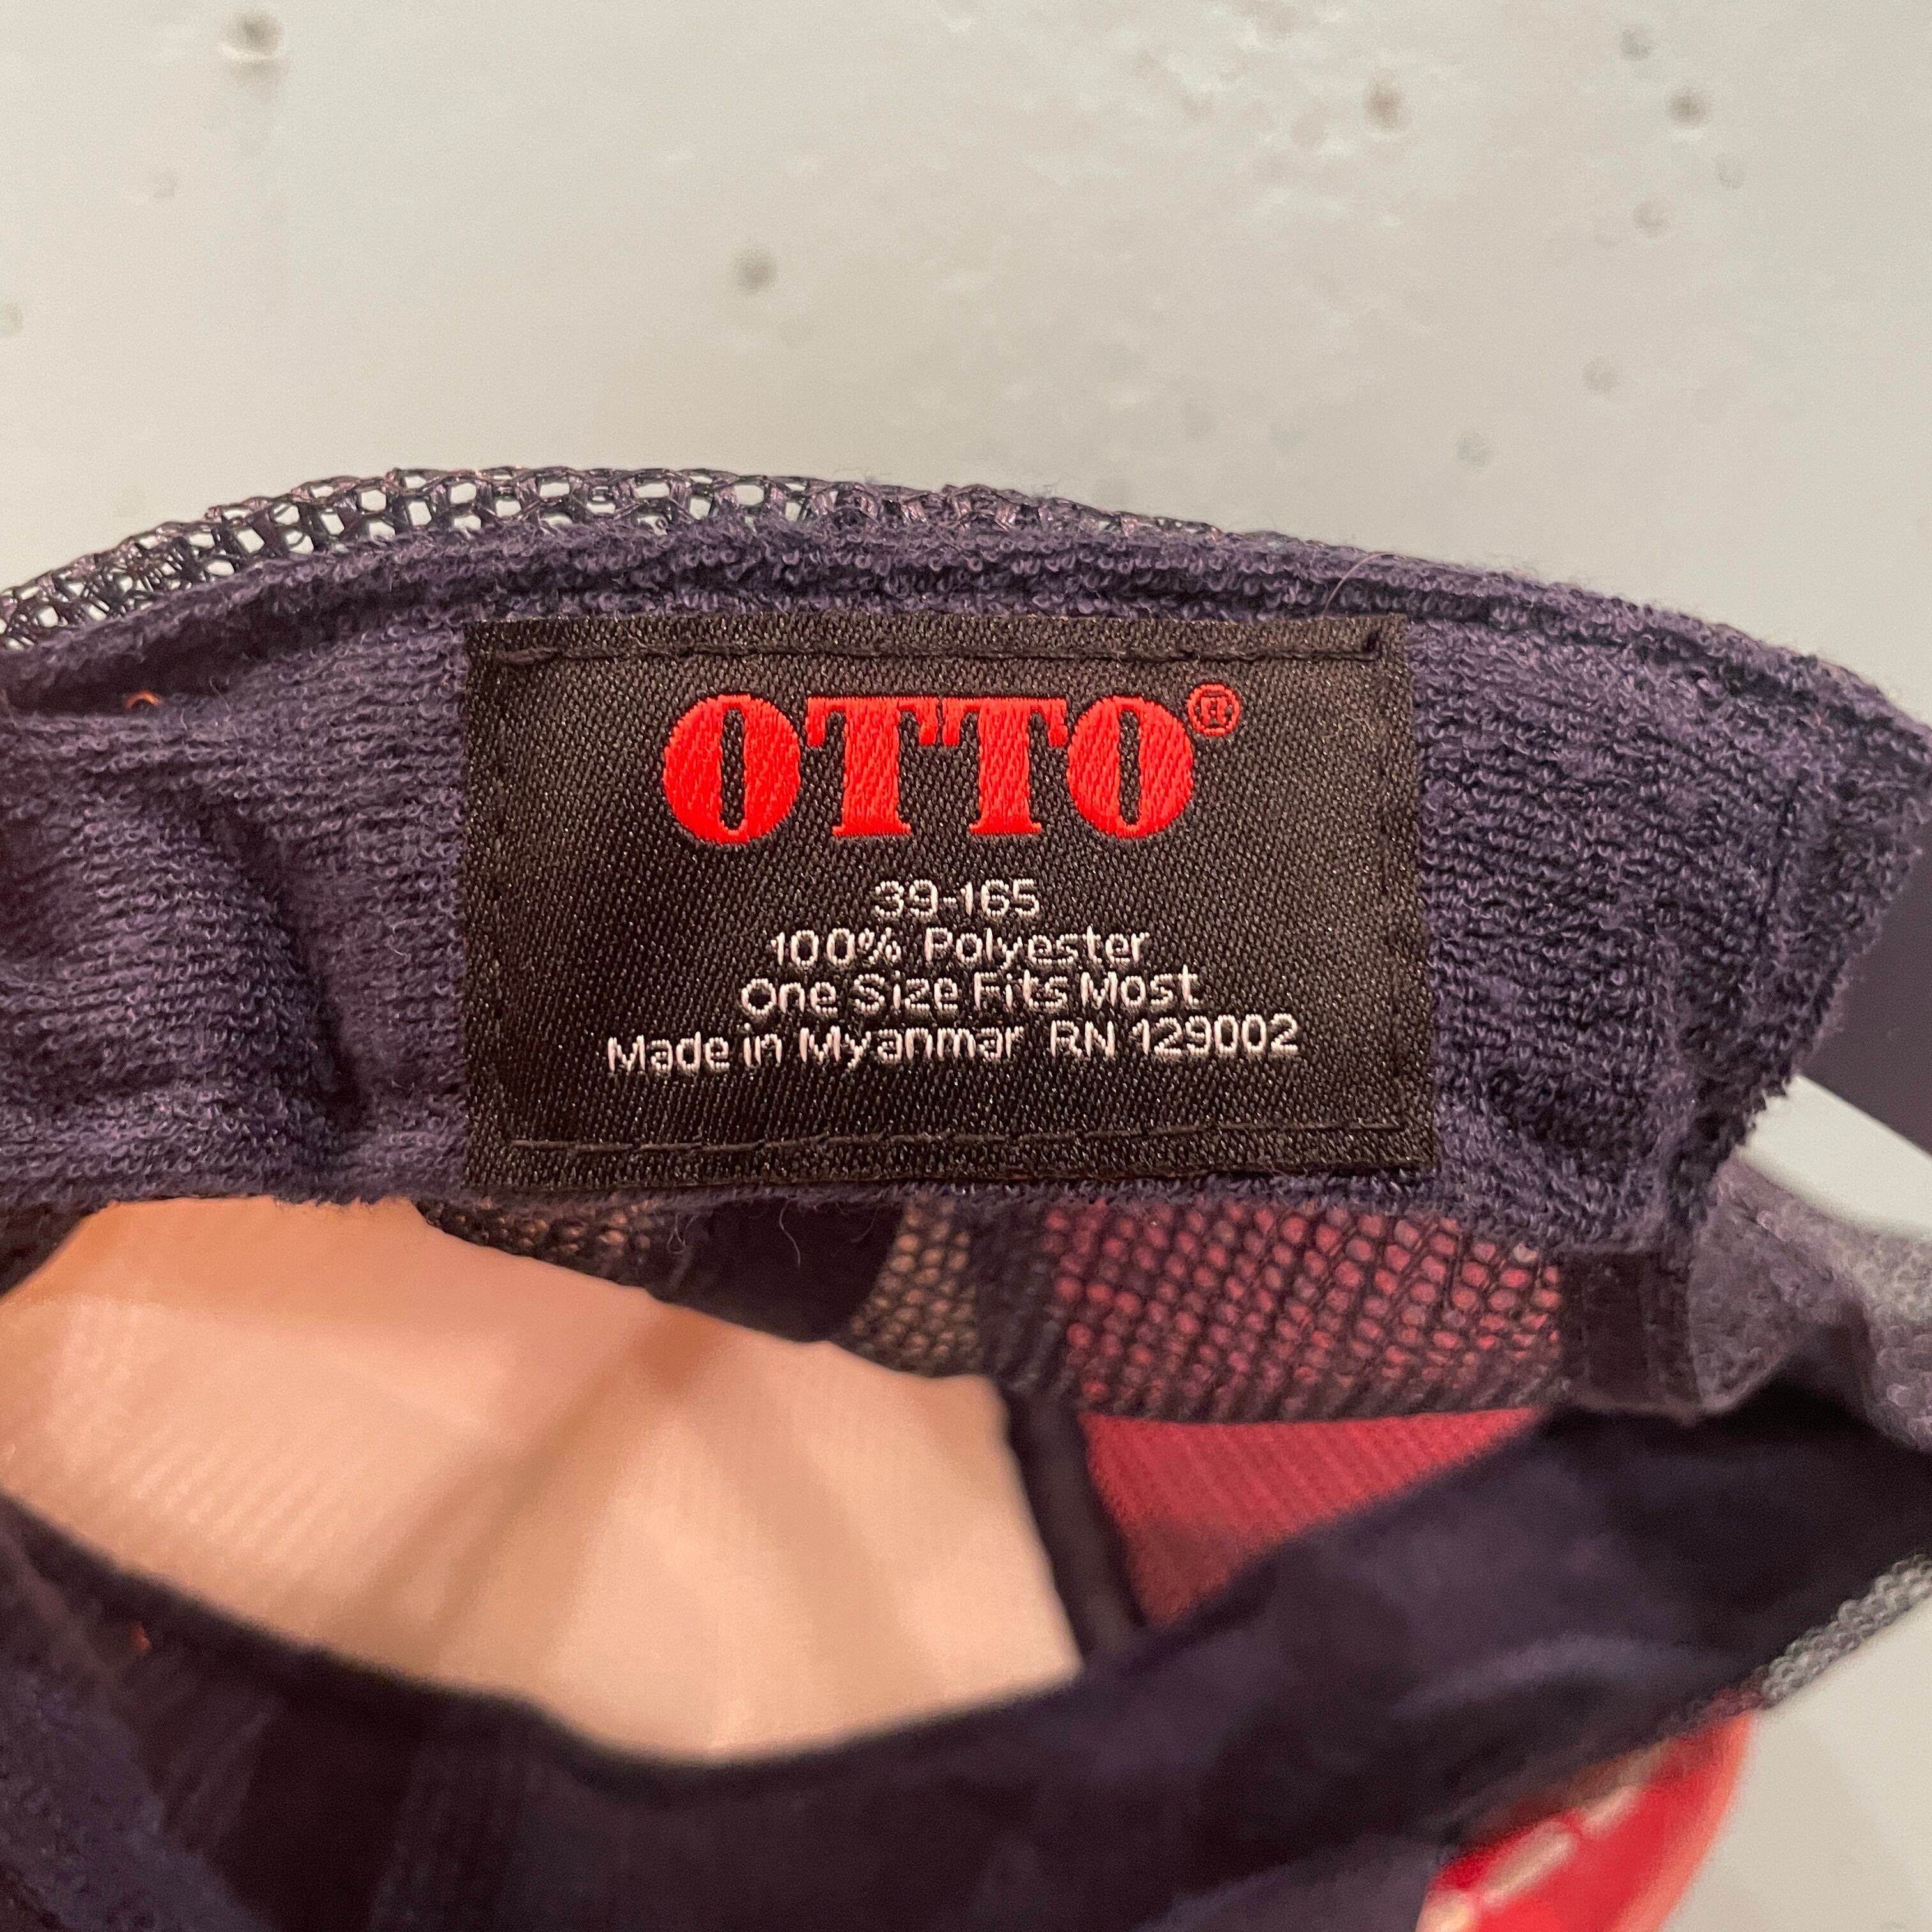 OTTO®
39-165
100% Polyester
One Size Fits Most
Made in Myanmar RN 129002